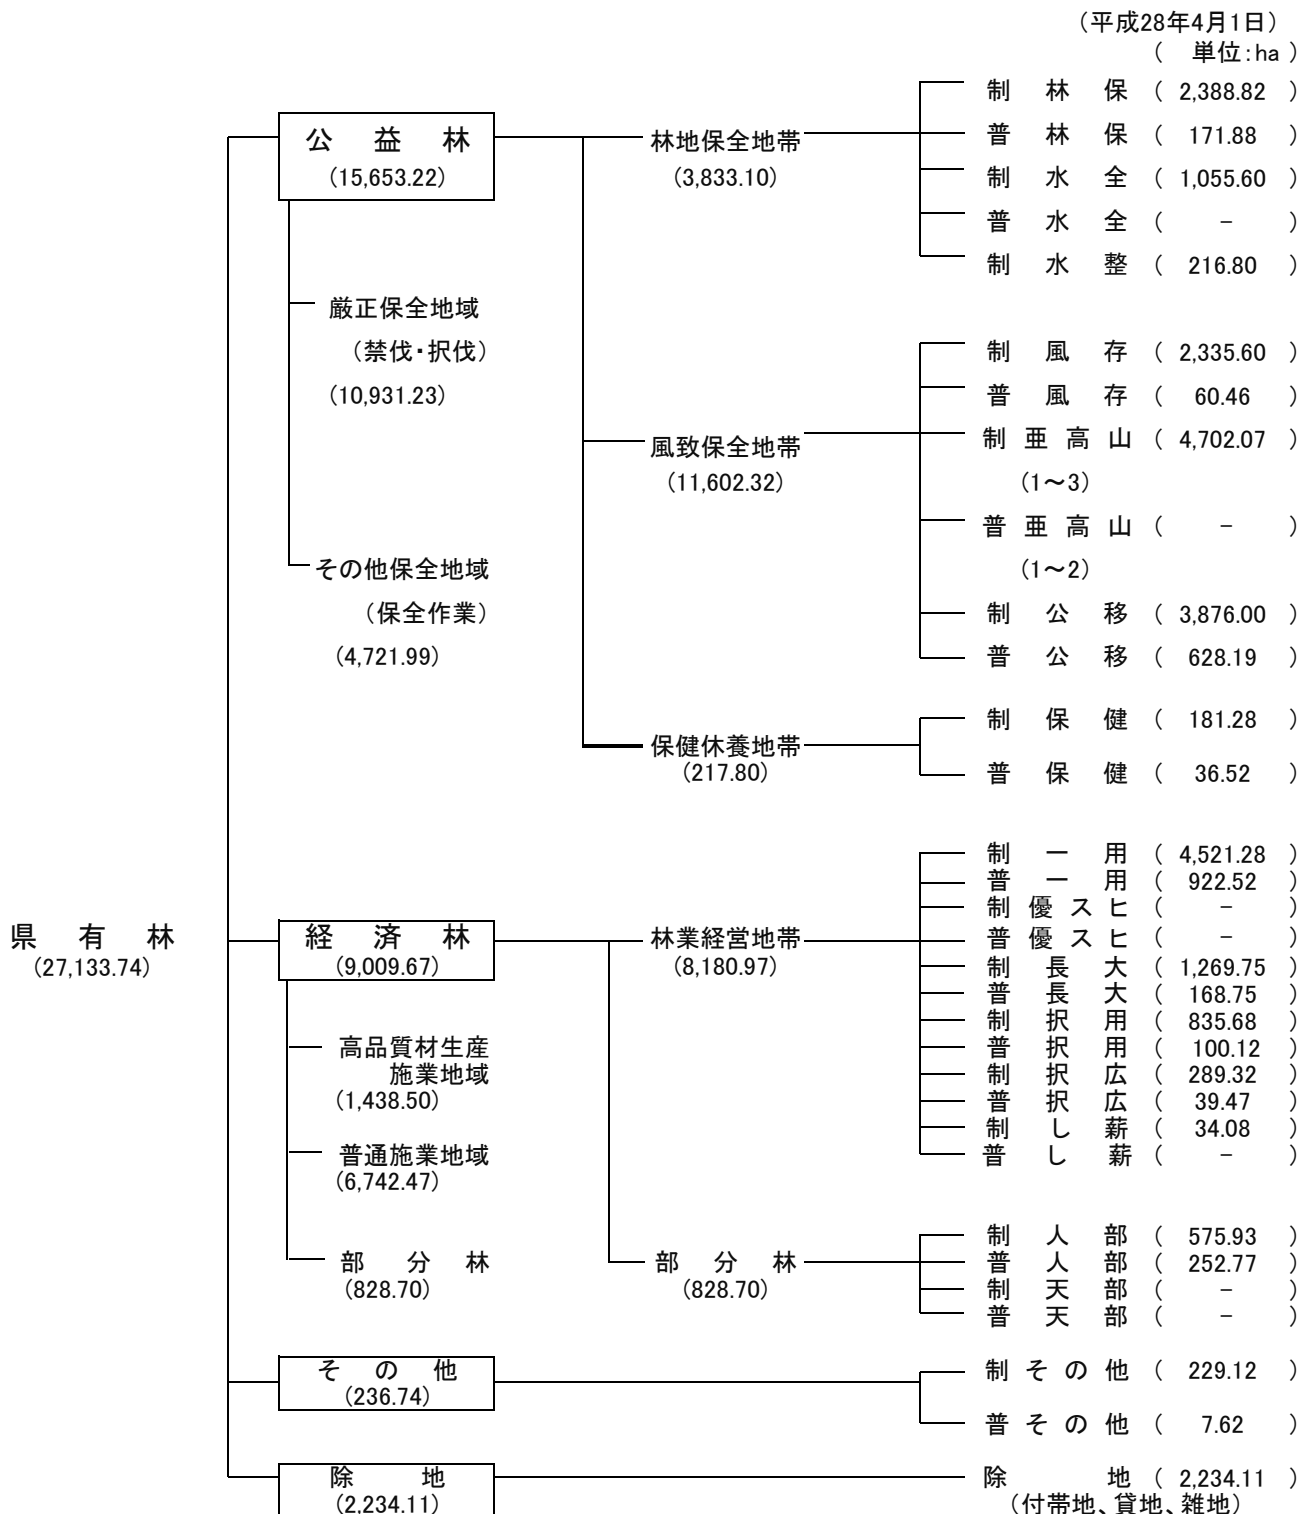 （平成28年4月1日）
（ 単位：ha ）
県 有 林
（27,133.74）
公 益 林
（15,653.22）
厳正保全地域
（禁伐・択伐）
（10,931.23）
その他保全地域
（保全作業）
（4,721.99）
林地保全地帯
（3,833.10）
制 林 保 （ 2,388.82 ）
普 林 保 （ 171.88 ）
制 水 全 （ 1,055.60 ）
普 水 全 （ － ）
制 水 整 （ 216.80 ）
風致保全地帯
（11,602.32）
制 風 存 （ 2,335.60 ）
普 風 存 （ 60.46 ）
制 亜 高 山 （ 4,702.07 ）
（1～3）
普 亜 高 山 （ － ）
（1～2）
制 公 移 （ 3,876.00 ）
普 公 移 （ 628.19 ）
保健休養地帯
（217.80）
制 保 健 （ 181.28 ）
普 保 健 （ 36.52 ）
経 済 林
（9,009.67）
高品質材生産
施業地域
（1,438.50）
普通施業地域
（6,742.47）
部 分 林
（828.70）
林業経営地帯
（8,180.97）
制 一 用 （ 4,521.28 ）
普 一 用 （ 922.52 ）
制 優 ス ヒ （ － ）
普 優 ス ヒ （ － ）
制 長 大 （ 1,269.75 ）
普 長 大 （ 168.75 ）
制 択 用 （ 835.68 ）
普 択 用 （ 100.12 ）
制 択 広 （ 289.32 ）
普 択 広 （ 39.47 ）
制 し 薪 （ 34.08 ）
普 し 薪 （ － ）
部 分 林
（828.70）
制 人 部 （ 575.93 ）
普 人 部 （ 252.77 ）
制 天 部 （ － ）
普 天 部 （ － ）
そ の 他
（236.74）
制 そ の 他 （ 229.12 ）
普 そ の 他 （ 7.62 ）
除 地
（2,234.11）
除 地 （ 2,234.11 ）
（付帯地、貸地、雑地）